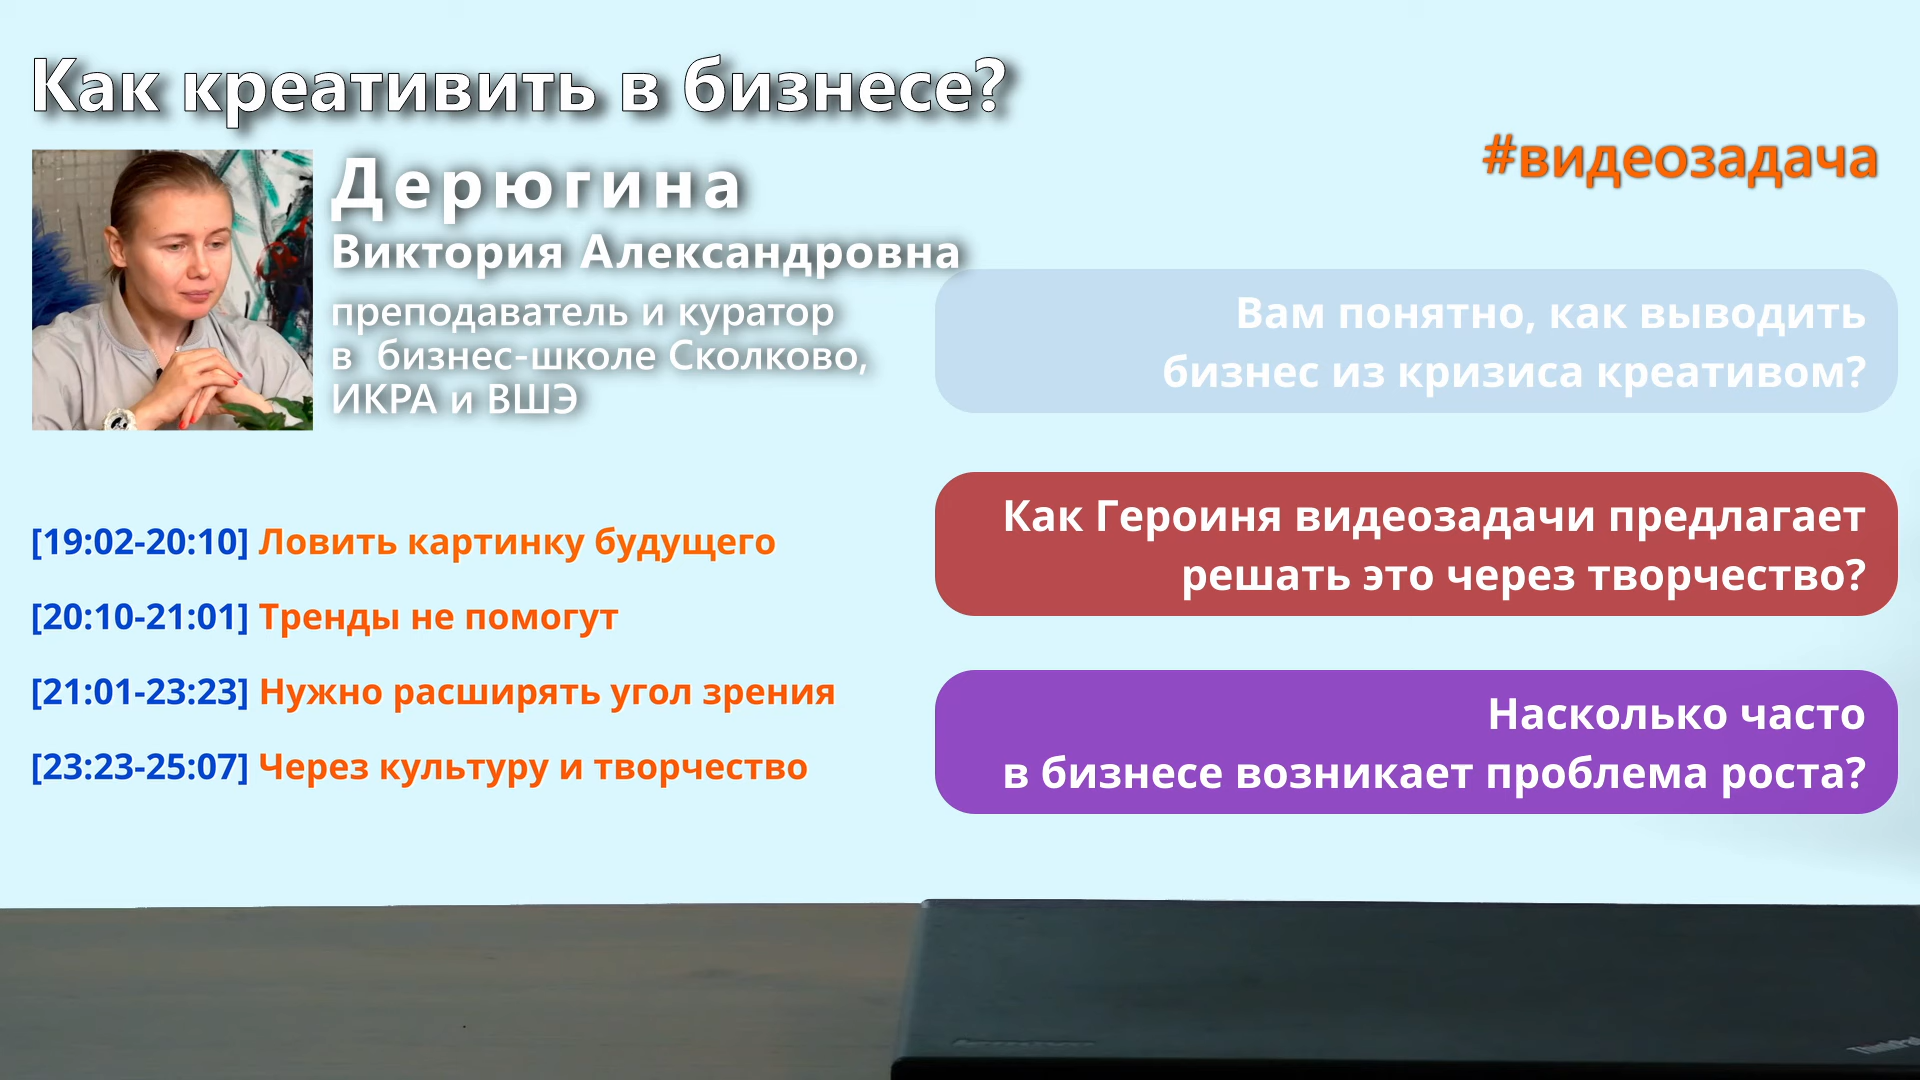 Как креативить в бизнесе?
#видеозадача
Дерюгина
Виктория Александровна
преподаватель и куратор
в бизнес-школе Сколково,
ИКРА и ВШЭ
Вам понятно, как выводить
бизнес из кризиса креативом?
Как Героиня видеозадачи предлагает
решать это через творчество?
Насколько часто
в бизнесе возникает проблема роста?
[19:02-20:10] Ловить картинку будущего
[20:10-21:01] Тренды не помогут
[21:01-23:23] Нужно расширять угол зрения
[23:23-25:07] Через культуру и творчество